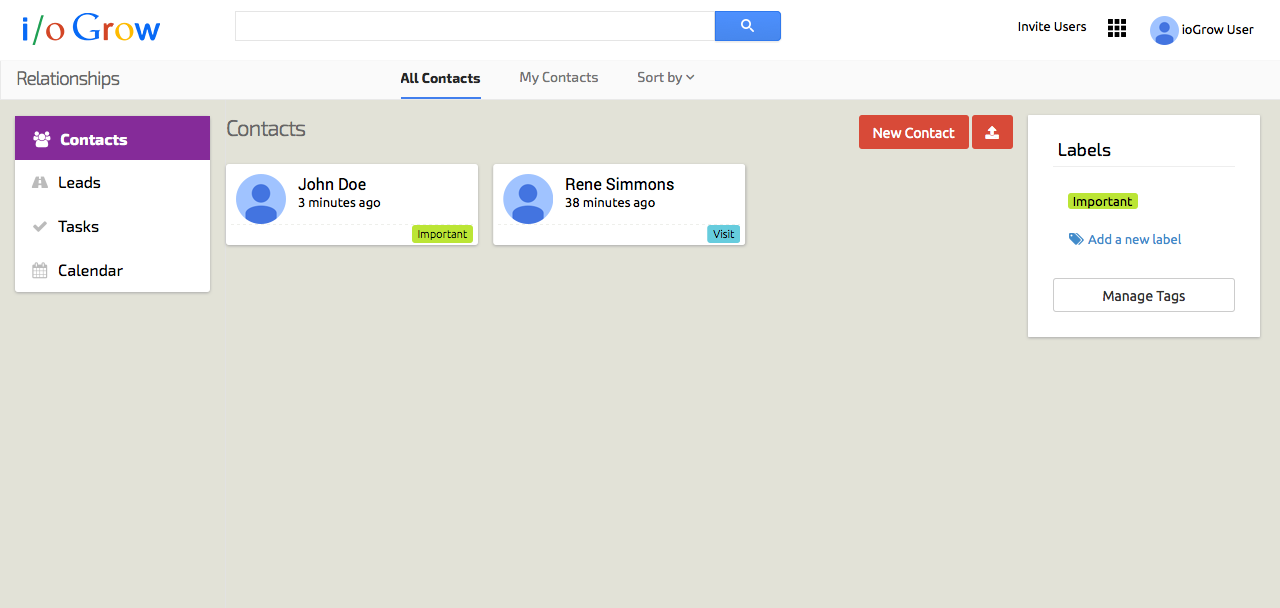 i/o Grow
Invite Users
ioGrow User
Relationships
All Contacts
My Contacts
Sort by
Contacts
Leads
Tasks
Calendar
Contacts
New Contact
John Doe
3 minutes ago
Important
Rene Simmons
38 minutes ago
Visit
Labels
Important
Add a new label
Manage Tags